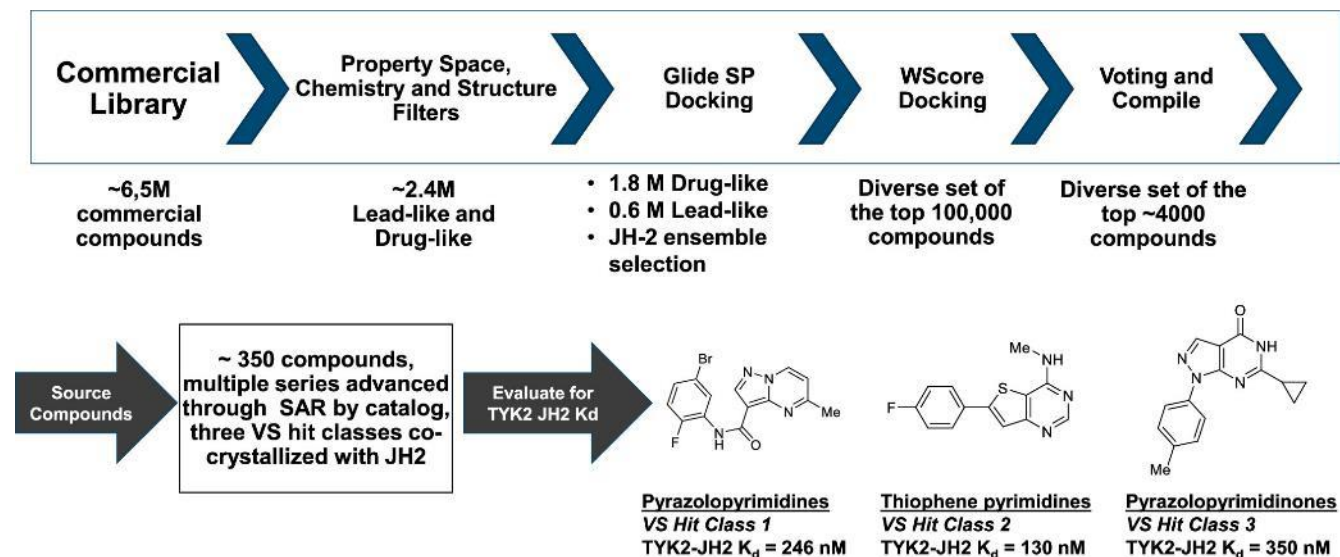 Commercial
Library
Property Space,
Chemistry and Structure
Filters
Glide SP
Docking
WScore
Docking
Voting and
Compile
~6,5M
commercial
compounds
~2.4M
Lead-like and
Drug-like
• 1.8 M Drug-like
• 0.6 M Lead-like
• JH-2 ensemble
selection
Diverse set of
the top 100,000
compounds
Diverse set of the
top ~4000
compounds
Source
Compounds
~ 350 compounds,
multiple series advanced
through SAR by catalog,
three VS hit classes co-
crystallized with JH2
Evaluate for
TYK2 JH2 Kd
Br
N
N
N
Me
F
NH
O
Me
NH
S
F
N
N
O
N
NH
N
N
Me
Pyrazolopyrimidines
VS Hit Class 1
TYK2-JH2 Kd = 246 nM
Thiophene pyrimidines
VS Hit Class 2
TYK2-JH2 Kd = 130 nM
Pyrazolopyrimidinones
VS Hit Class 3
TYK2-JH2 Kd = 350 nM